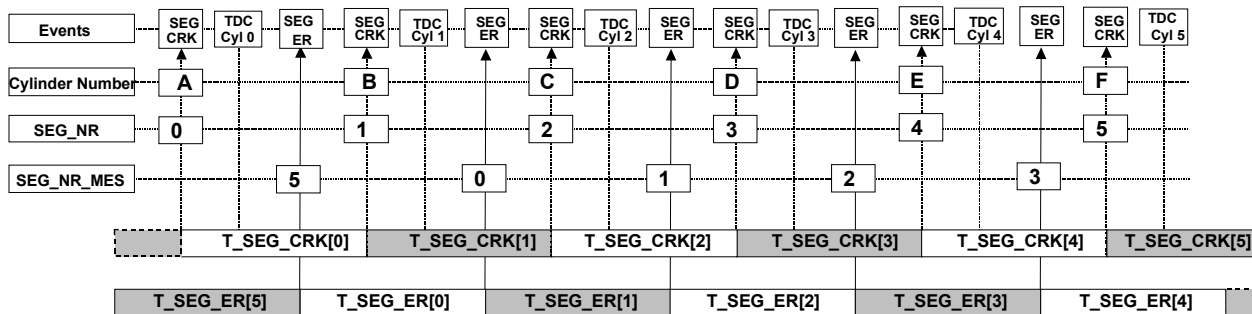 Events SEG CRK TDC Cyl 0 SEG ER SEG CRK TDC Cyl 1 SEG ER SEG CRK TDC Cyl 2 SEG ER SEG CRK TDC Cyl 3 SEG ER SEG CRK TDC Cyl 4 SEG ER SEG CRK TDC Cyl 5
Cylinder Number A B C D E F
SEG_NR 0 1 2 3 4 5
SEG_NR_MES 5 0 1 2 3
T_SEG_CRK[0] T_SEG_CRK[1] T_SEG_CRK[2] T_SEG_CRK[3] T_SEG_CRK[4] T_SEG_CRK[5]
T_SEG_ER[5] T_SEG_ER[0] T_SEG_ER[1] T_SEG_ER[2] T_SEG_ER[3] T_SEG_ER[4]